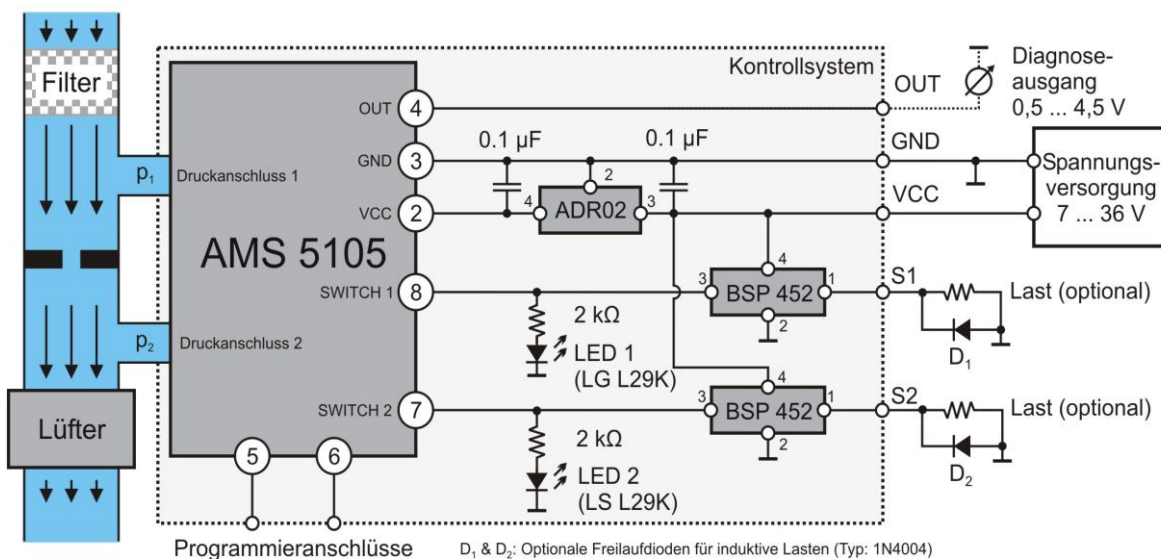 Filter
p₁
p₂
Lüfter
Druckanschluss 1
Druckanschluss 2
AMS 5105
OUT
4
GND
3
VCC
2
SWITCH 1
8
SWITCH 2
7
5
6
Programmieranschlüsse
Kontrollsystem
0.1 µF
0.1 µF
2
4
ADR02
3
4
3
BSP 452
1
2
2 kΩ
LED 1
(LG L29K)
4
3
BSP 452
1
2
2 kΩ
LED 2
(LS L29K)
OUT
GND
VCC
S1
S2
Diagnose-
ausgang
0,5 ... 4,5 V
Spannungs-
versorgung
7 ... 36 V
Last (optional)
D₁
Last (optional)
D₂
D₁ & D₂: Optionale Freilaufdioden für induktive Lasten (Typ: 1N4004)